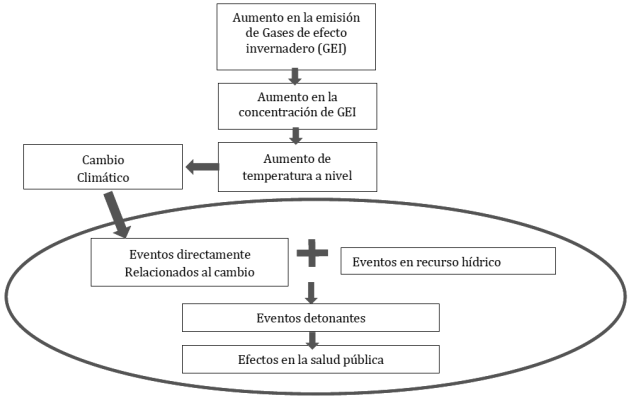 Aumento en la emisión
de Gases de efecto
invernadero (GEI)
Aumento en la
concentración de GEI
Aumento de
temperatura a nivel
Cambio
Climático
Eventos directamente
Relacionados al cambio
Eventos en recurso hídrico
Eventos detonantes
Efectos en la salud pública